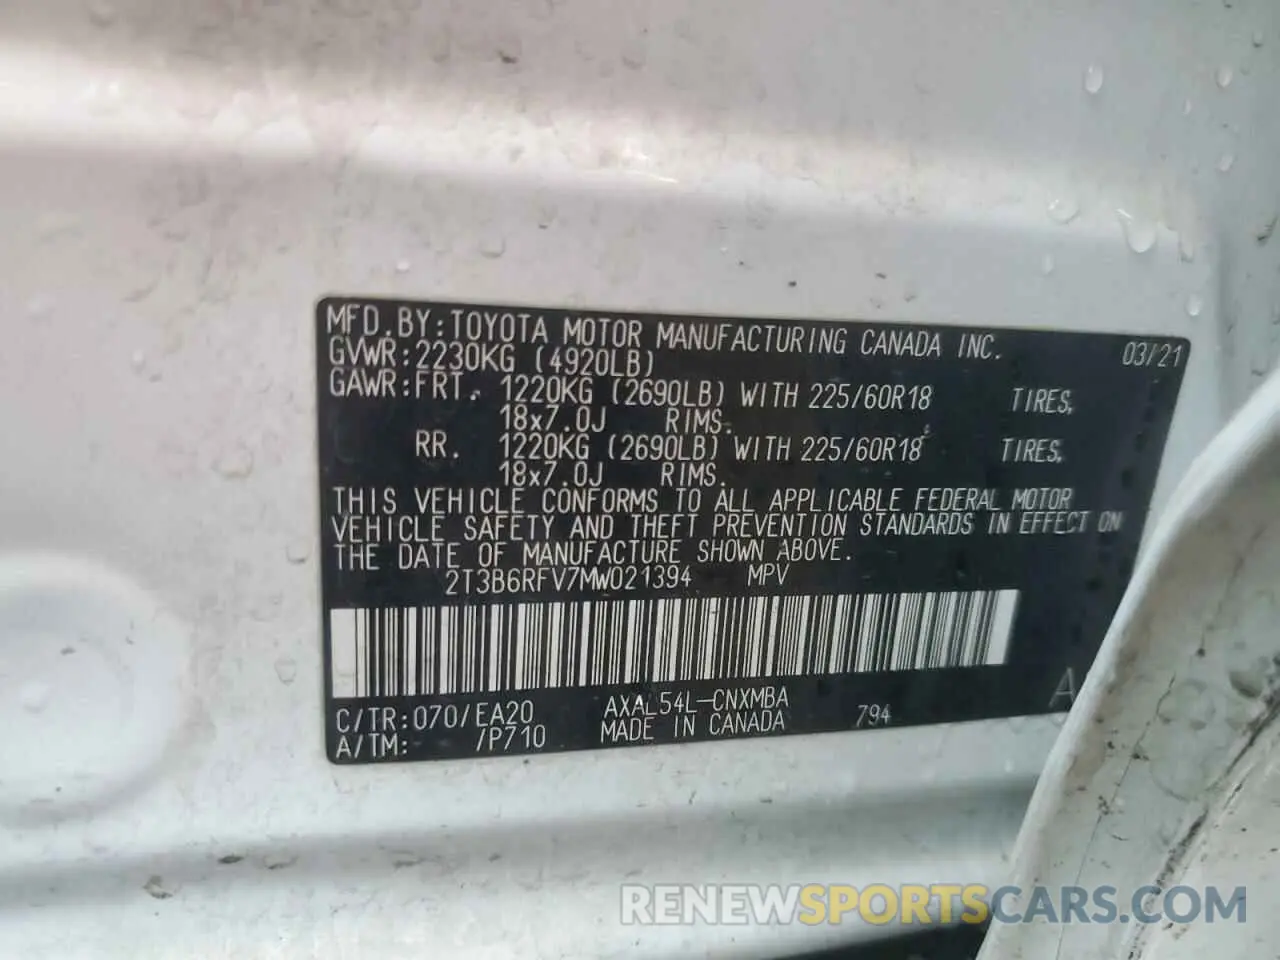 MFD.BY:TOYOTA MOTOR MANUFACTURING CANADA INC. 03/21
GVWR:2230KG (4920LB)
GAWR:FRT. 1220KG (2690LB) WITH 225/60R18 TIRES,
18x7.0J RIMS.
RR. 1220KG (2690LB) WITH 225/60R18 TIRES,
18x7.0J RIMS.
THIS VEHICLE CONFORMS TO ALL APPLICABLE FEDERAL MOTOR
VEHICLE SAFETY AND THEFT PREVENTION STANDARDS IN EFFECT ON
THE DATE OF MANUFACTURE SHOWN ABOVE.
2T3B6RFV7MW021394 MPV
C/TR:070/EA20 AXAL54L-CNXMBA A
A/TM:- /P710 MADE IN CANADA 794
RENEWSPORTSCARS.COM